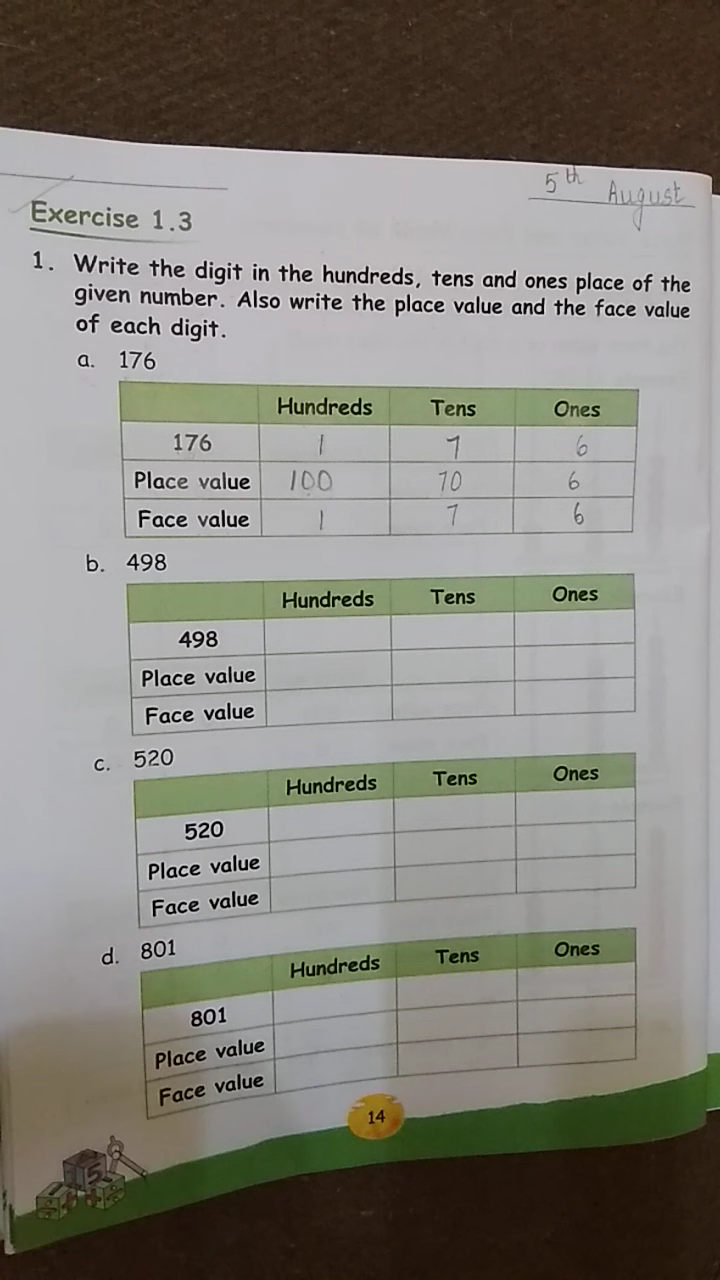 5th August
Exercise 1.3
1. Write the digit in the hundreds, tens and ones place of the
given number. Also write the place value and the face value
of each digit.
a. 176
Hundreds Tens Ones
176 1 7 6
Place value 100 70 6
Face value 1 7 6
b. 498
Hundreds Tens Ones
498
Place value
Face value
c. 520
Hundreds Tens Ones
520
Place value
Face value
d. 801
Hundreds Tens Ones
801
Place value
Face value
14
5